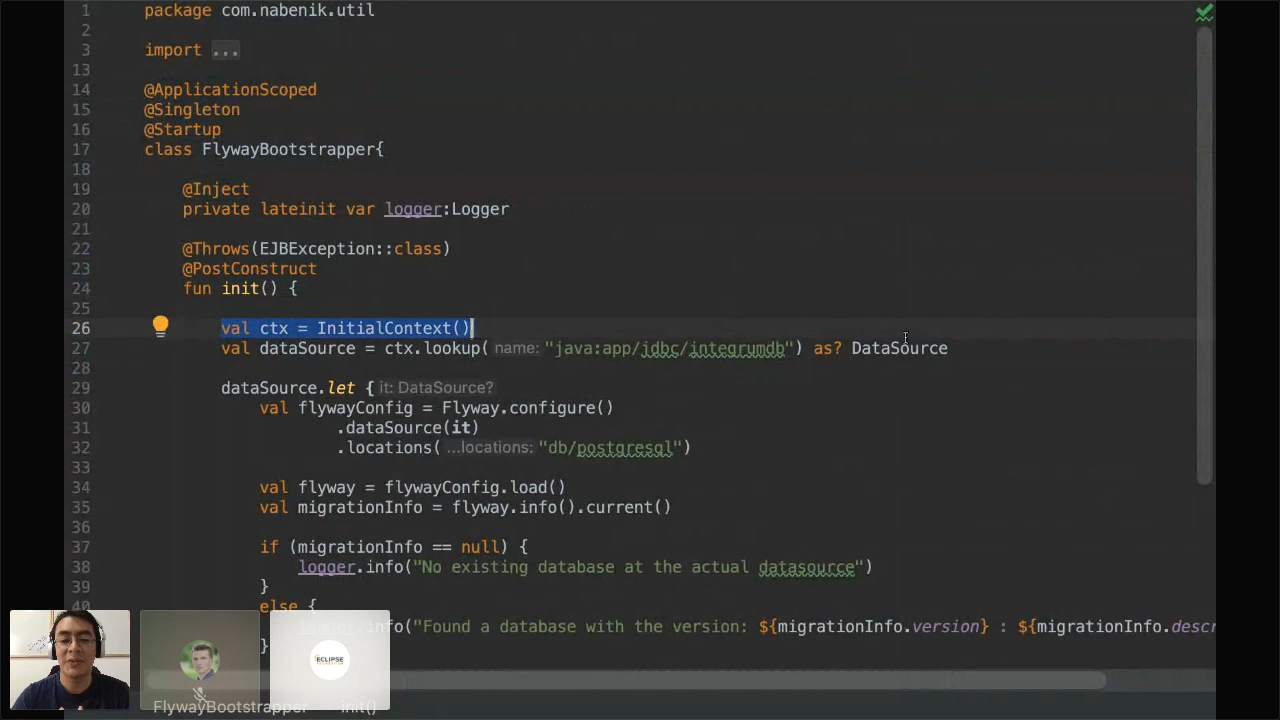 1 package com.nabenik.util
2
3 import ...
13
14 @ApplicationScoped
15 @Singleton
16 @Startup
17 class FlywayBootstrapper{
18
19 @Inject
20 private lateinit var logger:Logger
21
22 @Throws(EJBException::class)
23 @PostConstruct
24 fun init() {
25
26 val ctx = InitialContext()
27 val dataSource = ctx.lookup( name: "java:app/jdbc/integrumdb") as? DataSource
28
29 dataSource.let { it: DataSource?
30 val flywayConfig = Flyway.configure()
31 .dataSource(it)
32 .locations( ...locations: "db/postgresql")
33
34 val flyway = flywayConfig.load()
35 val migrationInfo = flyway.info().current()
36
37 if (migrationInfo == null) {
38 logger.info("No existing database at the actual datasource")
39 }
40 else {
info("Found a database with the version: ${migrationInfo.version} : ${migrationInfo.descr
}
ECLIPSE
FOUNDATION
FlywayBootstrapper init()